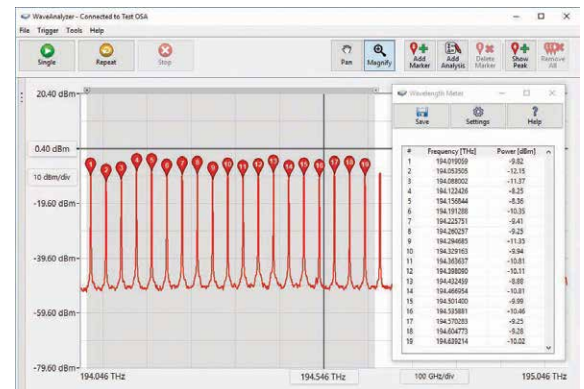 WaveAnalyzer - Connected to Test OSA
File Trigger Tools Help
Single Repeat Stop Pan Magnify Add Marker Add Analysis Delete Marker Show Peak Remove All
20.40 dBm
0.40 dBm
10 dBm/div
-19.60 dBm
-39.60 dBm
-59.60 dBm
-79.60 dBm
1 2 3 4 5 6 7 8 9 10 11 12 13 14 15 16 17 18 19
194.046 THz 194.546 THz 100 GHz/div 195.046 THz
Wavelength Meter
Save Settings Help
# Frequency [THz] Power [dBm]
1 194.019059 -9.82
2 194.053505 -12.15
3 194.088002 -11.37
4 194.122426 -8.25
5 194.156844 -8.36
6 194.191288 -10.35
7 194.225751 -9.41
8 194.260257 -9.25
9 194.294685 -11.35
10 194.329163 -9.94
11 194.363637 -10.81
12 194.398090 -10.11
13 194.432459 -8.88
14 194.466954 -10.81
15 194.501400 -9.99
16 194.535881 -10.46
17 194.570283 -9.25
18 194.604773 -9.28
19 194.639214 -10.02